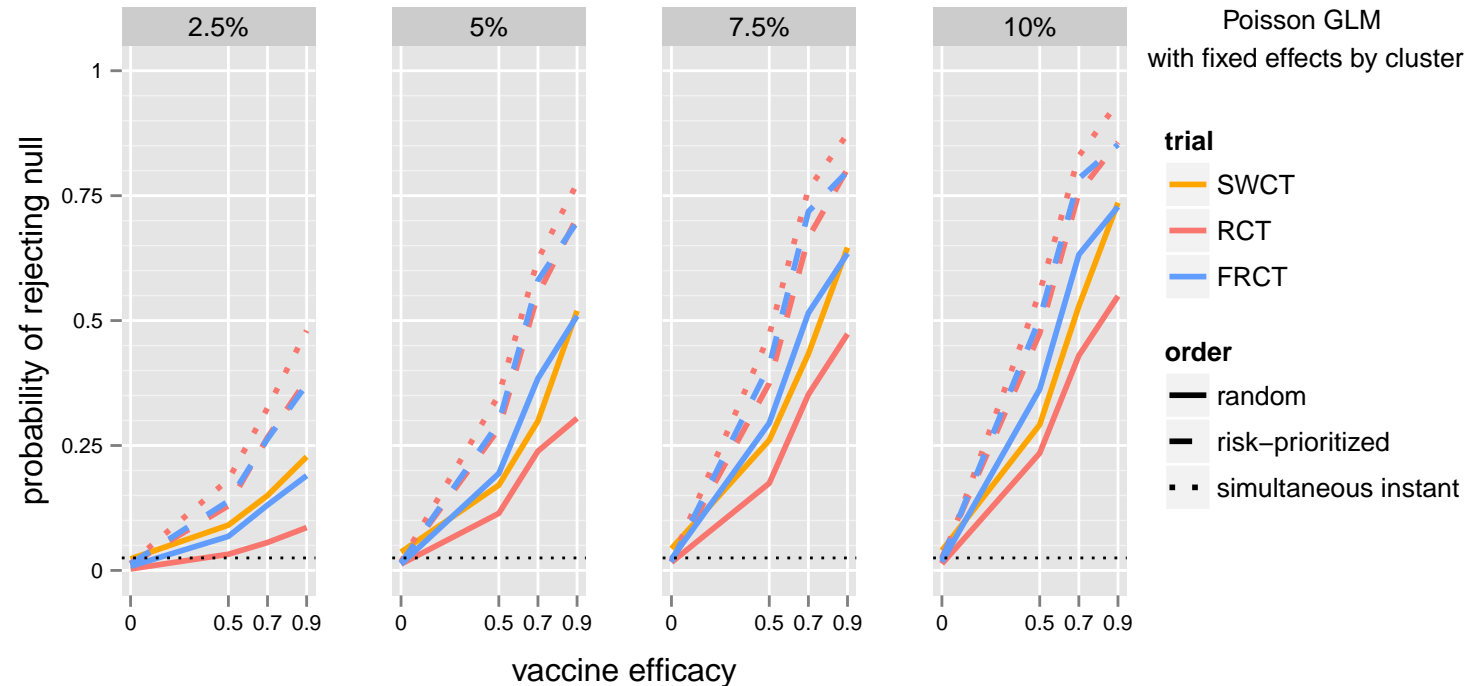 2.5%
5%
7.5%
10%
Poisson GLM
with fixed effects by cluster
probability of rejecting null
1
0.75
0.5
0.25
0
0 0.5 0.7 0.9
0 0.5 0.7 0.9
0 0.5 0.7 0.9
0 0.5 0.7 0.9
vaccine efficacy
trial
SWCT
RCT
FRCT
order
random
risk−prioritized
simultaneous instant